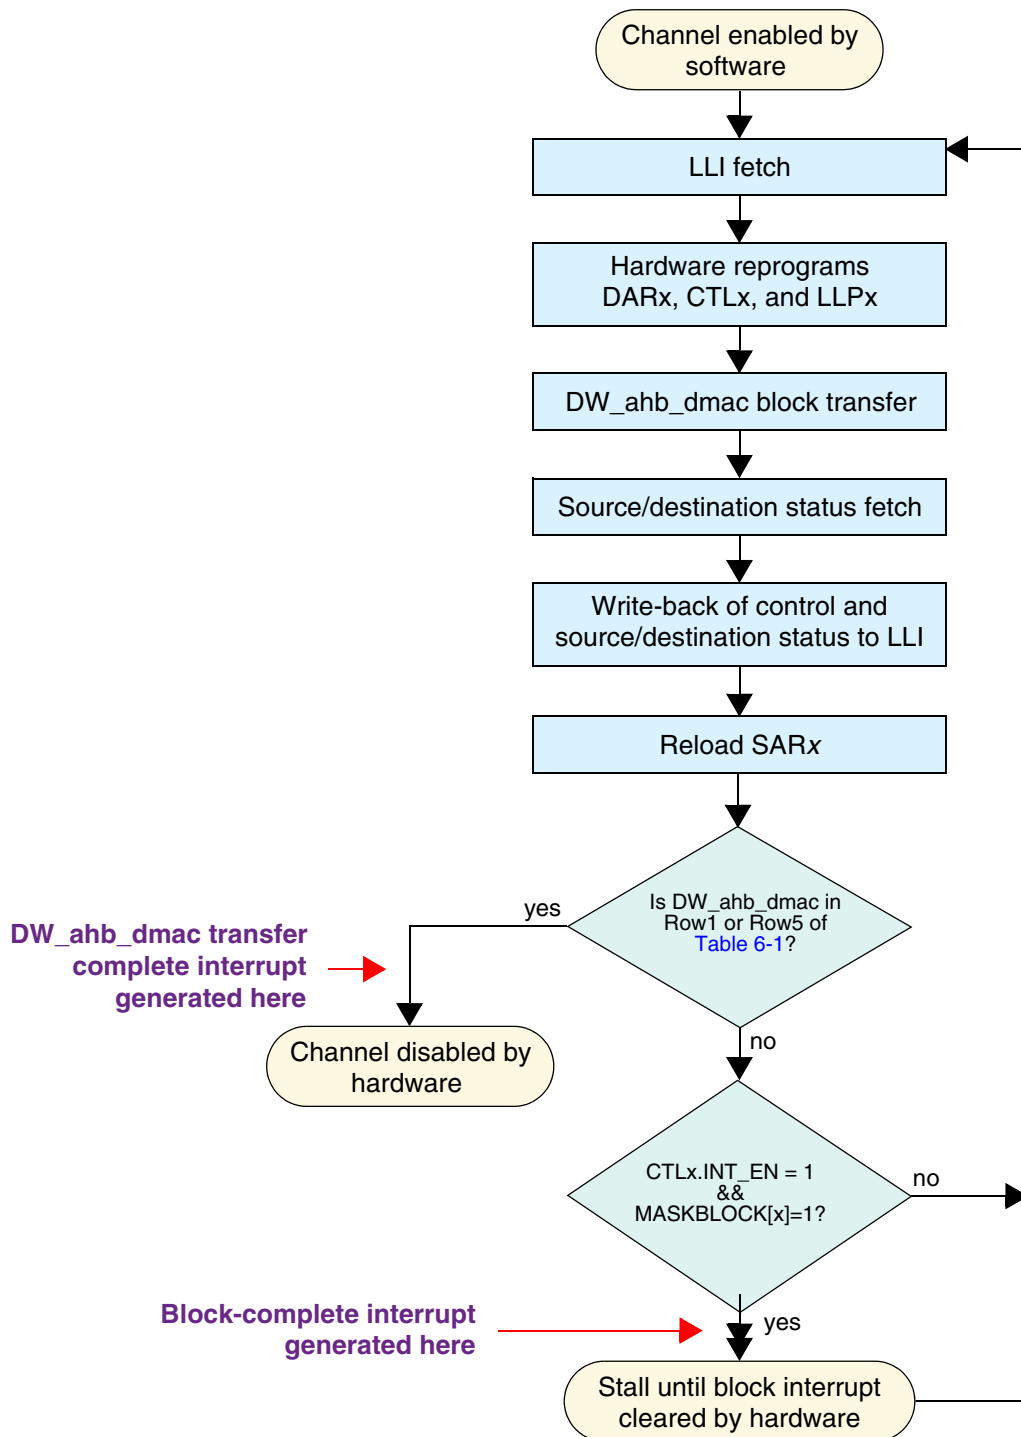 Channel enabled by
software
LLI fetch
Hardware reprograms
DARx, CTLx, and LLPx
DW_ahb_dmac block transfer
Source/destination status fetch
Write-back of control and
source/destination status to LLI
Reload SARx
Is DW_ahb_dmac in
Row1 or Row5 of
Table 6-1?
yes
DW_ahb_dmac transfer
complete interrupt
generated here
Channel disabled by
hardware
no
CTLx.INT_EN = 1
&&
MASKBLOCK[x]=1?
no
Block-complete interrupt
generated here
yes
Stall until block interrupt
cleared by hardware